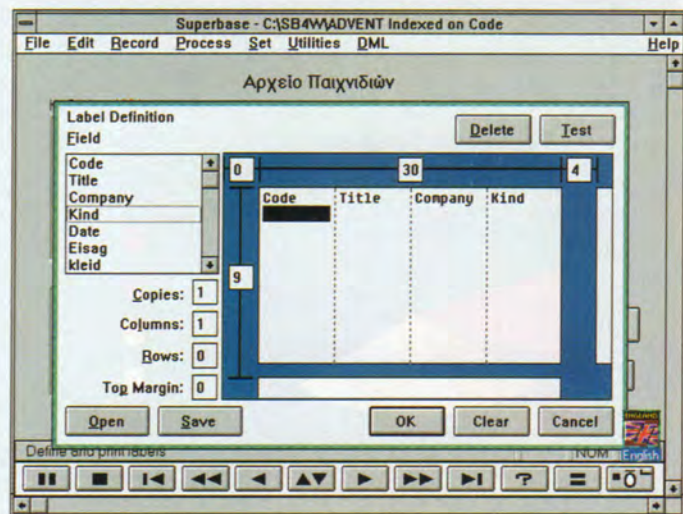 Superbase - C:\SB4W\ADVENT Indexed on Code
File Edit Record Process Set Utilities DML Help
Αρχείο Παιχνιδιών
Label Definition
Field
Delete Test
Code
Title
Company
Kind
Date
Eisag
kleid
0 30 4
Code Title Company Kind
9
Copies: 1
Columns: 1
Rows: 0
Top Margin: 0
Open Save OK Clear Cancel
ENGLAND
English
Define and print labels NUM
? =